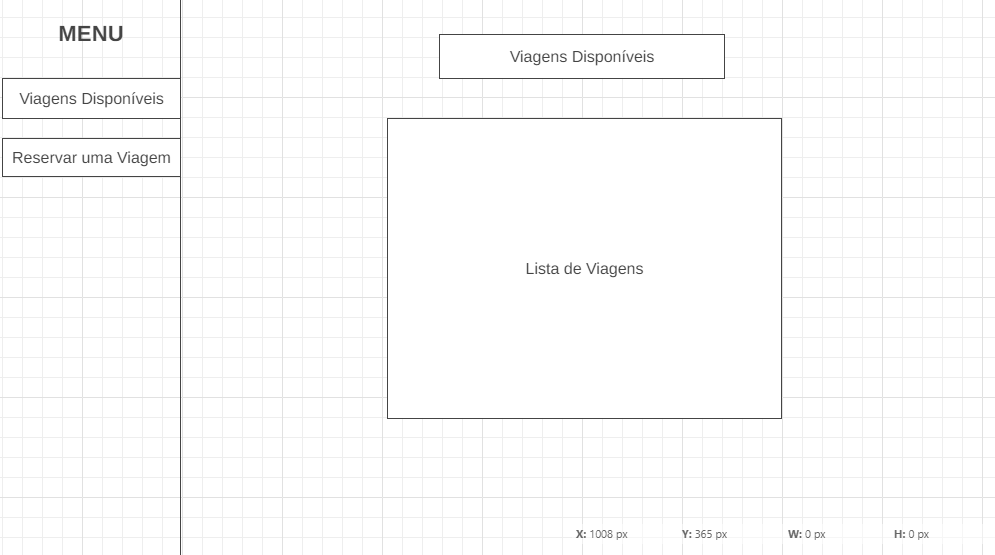 MENU
Viagens Disponíveis
Reservar uma Viagem
Viagens Disponíveis
Lista de Viagens
X: 1008 px Y: 365 px W: 0 px H: 0 px